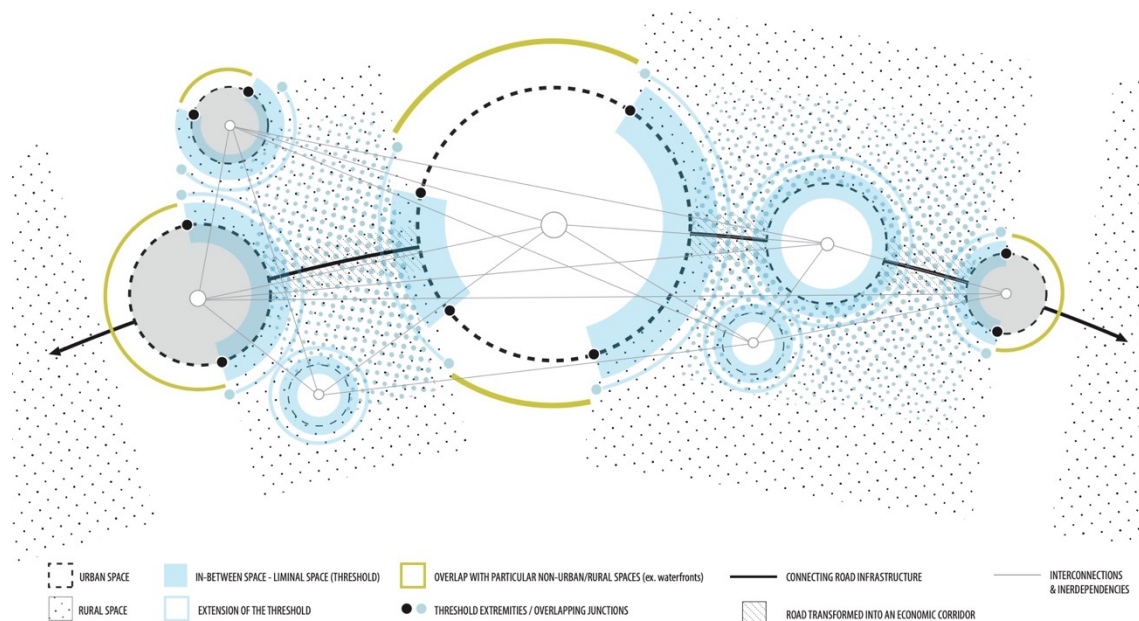 URBAN SPACE
IN-BETWEEN SPACE - LIMINAL SPACE (THRESHOLD)
OVERLAP WITH PARTICULAR NON-URBAN/RURAL SPACES (ex. waterfronts)
CONNECTING ROAD INFRASTRUCTURE
INTERCONNECTIONS
& INERDEPENDENCIES
RURAL SPACE
EXTENSION OF THE THRESHOLD
THRESHOLD EXTREMITIES / OVERLAPPING JUNCTIONS
ROAD TRANSFORMED INTO AN ECONOMIC CORRIDOR